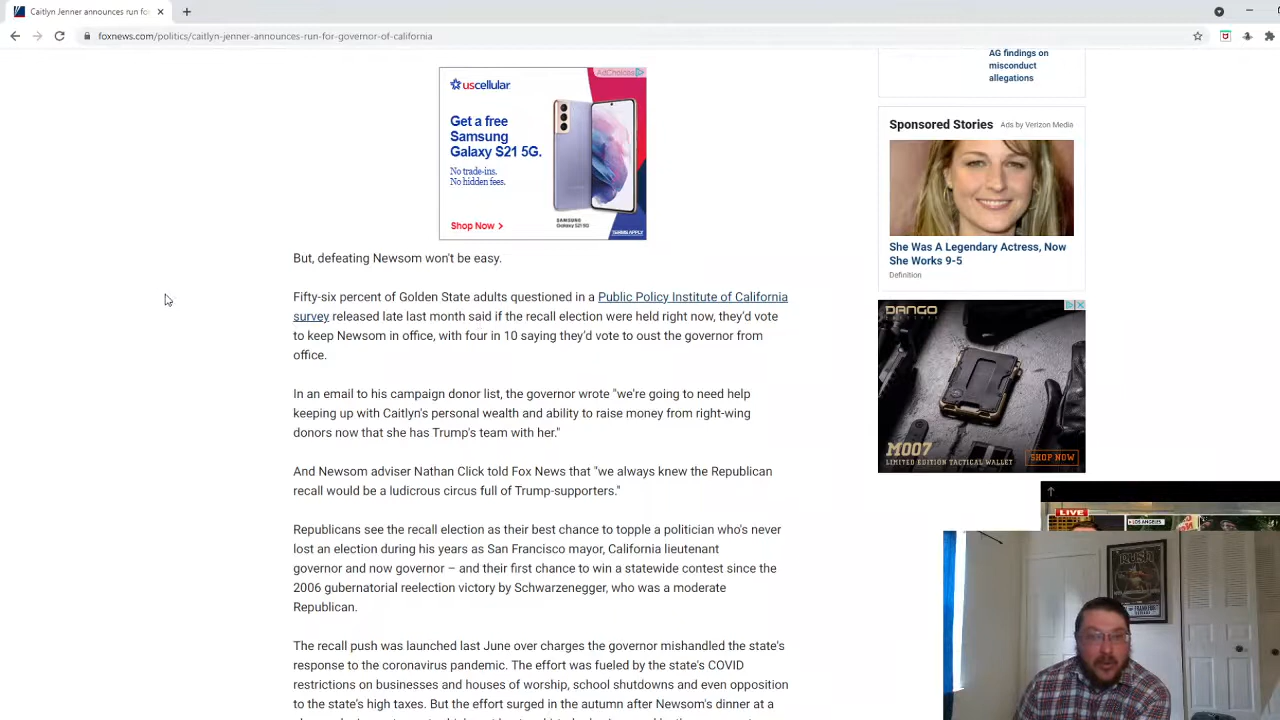 Caitlyn Jenner announces run fo
foxnews.com/politics/caitlyn-jenner-announces-run-for-governor-of-california
AdChoices
uscellular
Get a free
Samsung
Galaxy S21 5G.
No trade-ins.
No hidden fees.
SAMSUNG
Galaxy S21 5G
Shop Now >
TERMS APPLY
But, defeating Newsom won't be easy.
Fifty-six percent of Golden State adults questioned in a Public Policy Institute of California
survey released late last month said if the recall election were held right now, they'd vote
to keep Newsom in office, with four in 10 saying they'd vote to oust the governor from
office.
In an email to his campaign donor list, the governor wrote "we're going to need help
keeping up with Caitlyn's personal wealth and ability to raise money from right-wing
donors now that she has Trump's team with her."
And Newsom adviser Nathan Click told Fox News that "we always knew the Republican
recall would be a ludicrous circus full of Trump-supporters."
Republicans see the recall election as their best chance to topple a politician who's never
lost an election during his years as San Francisco mayor, California lieutenant
governor and now governor – and their first chance to win a statewide contest since the
2006 gubernatorial reelection victory by Schwarzenegger, who was a moderate
Republican.
The recall push was launched last June over charges the governor mishandled the state's
response to the coronavirus pandemic. The effort was fueled by the state's COVID
restrictions on businesses and houses of worship, school shutdowns and even opposition
to the state's high taxes. But the effort surged in the autumn after Newsom's dinner at a
AG findings on
misconduct
allegations
Sponsored Stories
Ads by Verizon Media
She Was A Legendary Actress, Now
She Works 9-5
Definition
DANGO
M007
LIMITED EDITION TACTICAL WALLET
SHOP NOW
LIVE
LOS ANGELES
RUSH